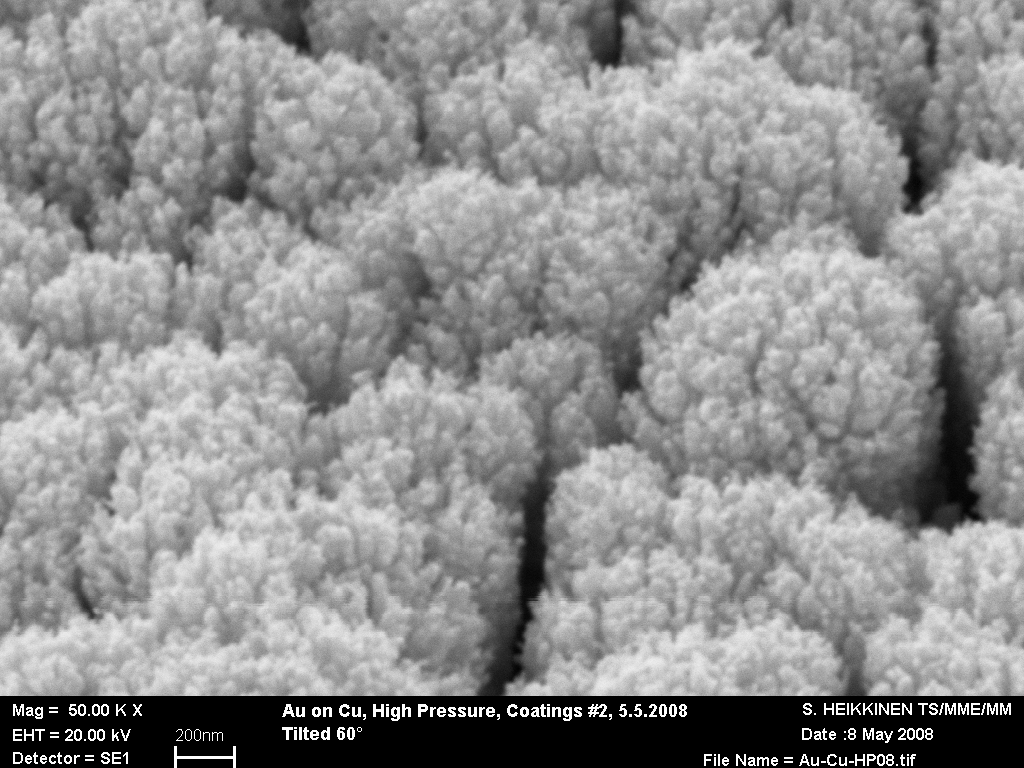 Mag = 50.00 K X
EHT = 20.00 kV
Detector = SE1
200nm
Au on Cu, High Pressure, Coatings #2, 5.5.2008
Tilted 60°
S. HEIKKINEN TS/MME/MM
Date :8 May 2008
File Name = Au-Cu-HP08.tif